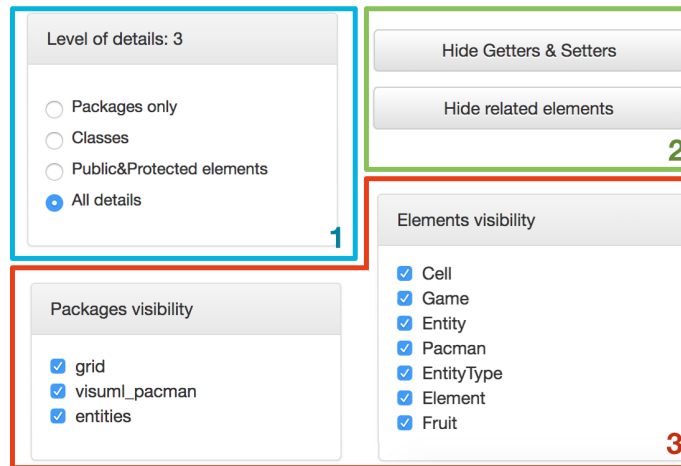 Level of details: 3
Packages only
Classes
Public&Protected elements
All details
1
Hide Getters & Setters
Hide related elements
2
Packages visibility
grid
visuml_pacman
entities
Elements visibility
Cell
Game
Entity
Pacman
EntityType
Element
Fruit
3